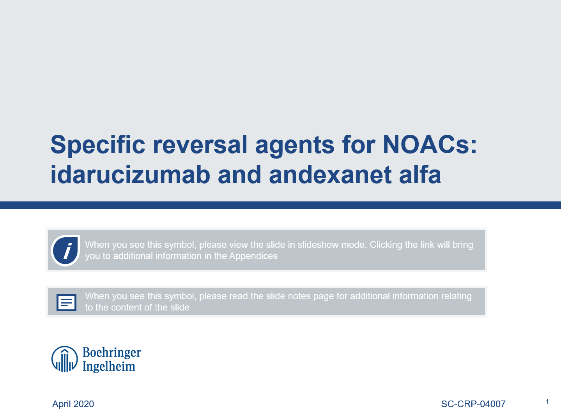 Specific reversal agents for NOACs:
idarucizumab and andexanet alfa
i
When you see this symbol, please view the slide in slideshow mode. Clicking the link will bring
you to additional information in the Appendices
When you see this symbol, please read the slide notes page for additional information relating
to the content of the slide
Boehringer
Ingelheim
April 2020
SC-CRP-04007
1